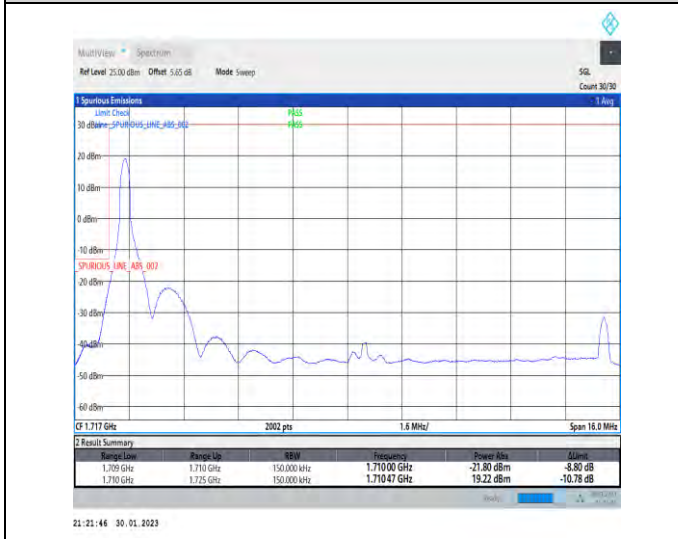 MultiView Spectrum
Ref Level 25.00 dBm Offset 5.65 dB Mode Sweep SGL
Count 30/30
1 Spurious Emissions 1 Avg
Limit Check PASS
30 dBm Line _SPURIOUS_LINE_ABS_002 PASS
20 dBm
10 dBm
0 dBm
-10 dBm
SPURIOUS_LINE_ABS_002
-20 dBm
-30 dBm
-40 dBm
-50 dBm
-60 dBm
CF 1.717 GHz 2002 pts 1.6 MHz/ Span 16.0 MHz
2 Result Summary
Range Low Range Up RBW Frequency Power Abs ΔLimit
1.709 GHz 1.710 GHz 150.000 kHz 1.71000 GHz -21.80 dBm -8.80 dB
1.710 GHz 1.725 GHz 150.000 kHz 1.71047 GHz 19.22 dBm -10.78 dB
21:21:46 30.01.2023